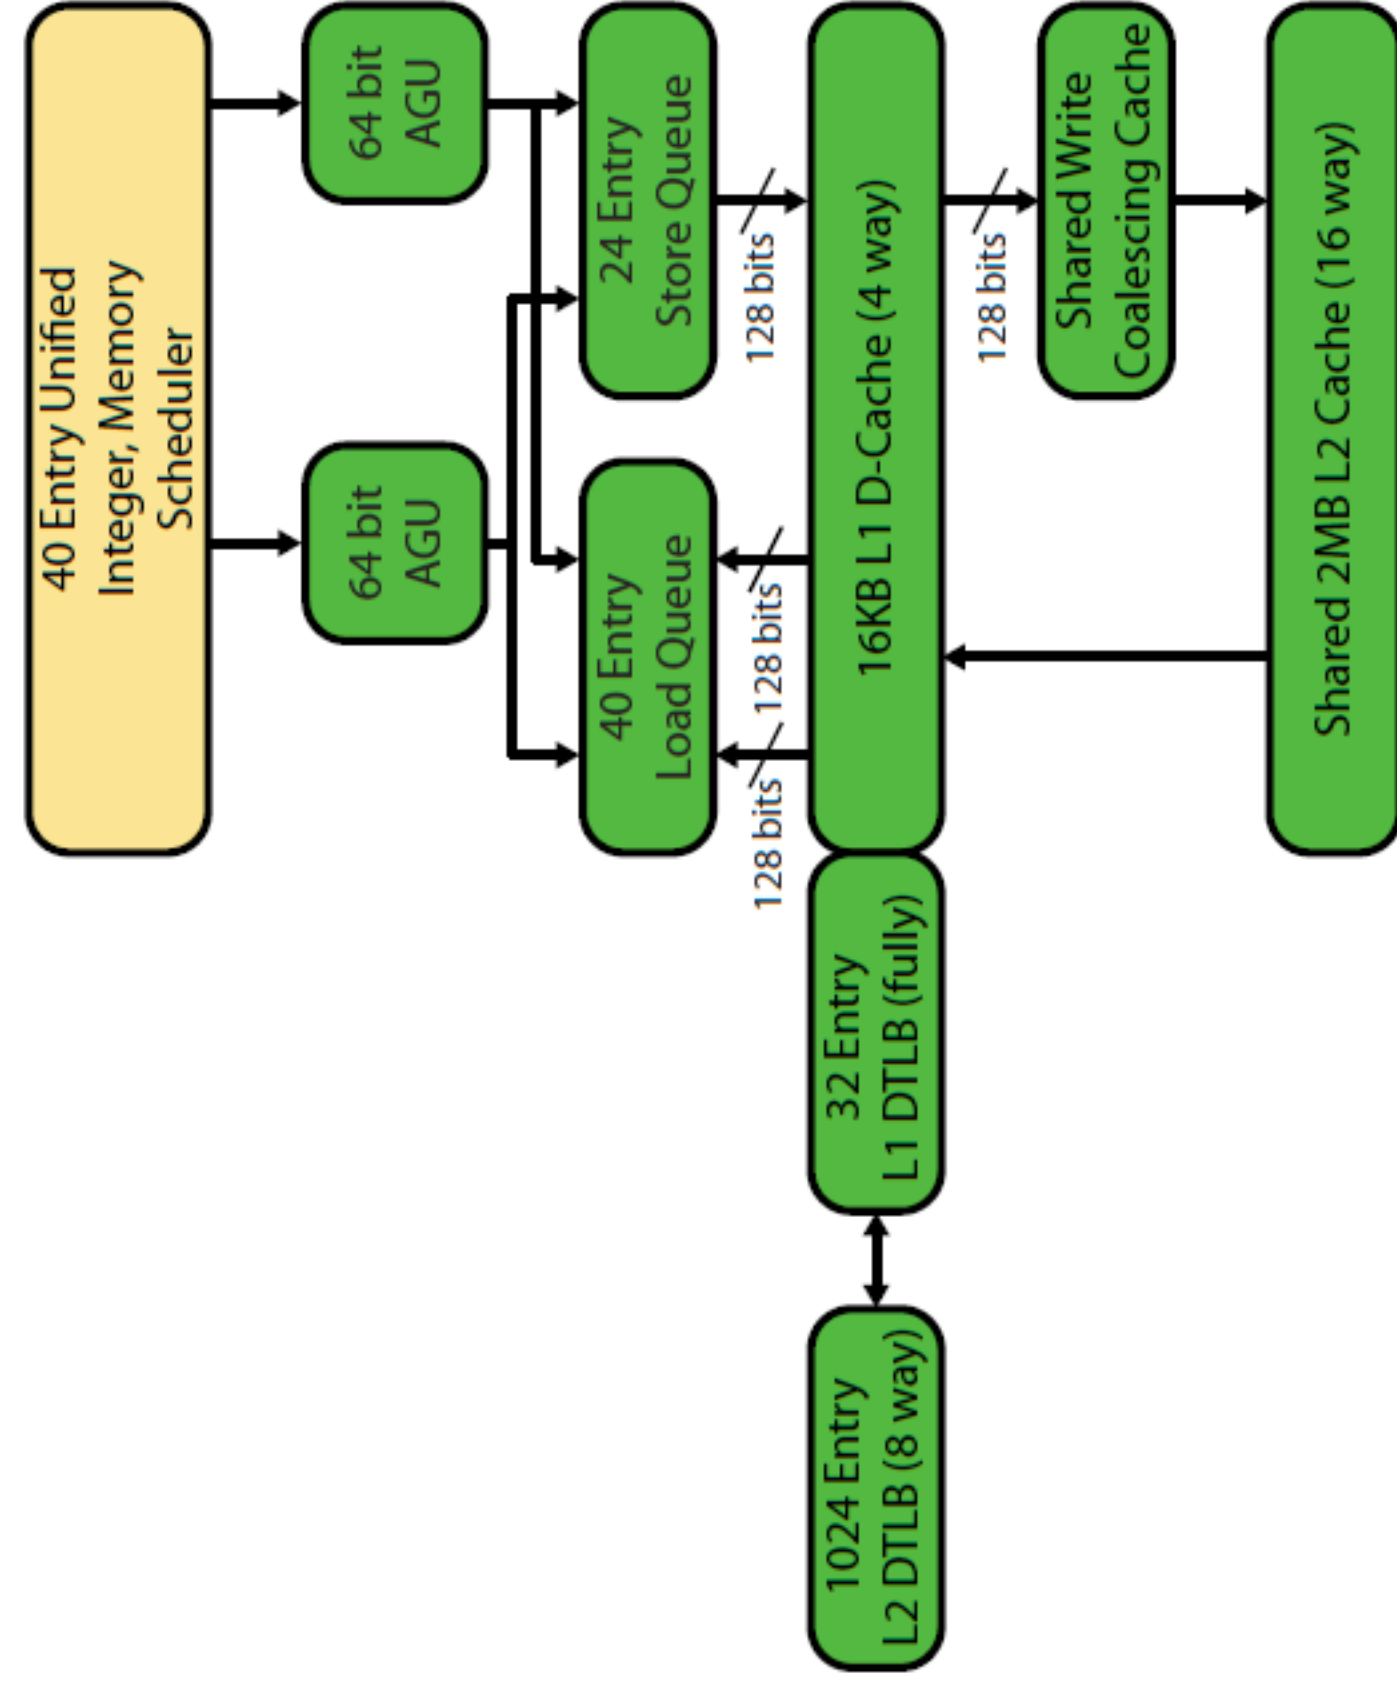 40 Entry Unified
Integer, Memory
Scheduler
64 bit
AGU
64 bit
AGU
40 Entry
Load Queue
24 Entry
Store Queue
128 bits
128 bits
128 bits
1024 Entry
L2 DTLB (8 way)
32 Entry
L1 DTLB (fully)
16KB L1 D-Cache (4 way)
128 bits
Shared Write
Coalescing Cache
Shared 2MB L2 Cache (16 way)